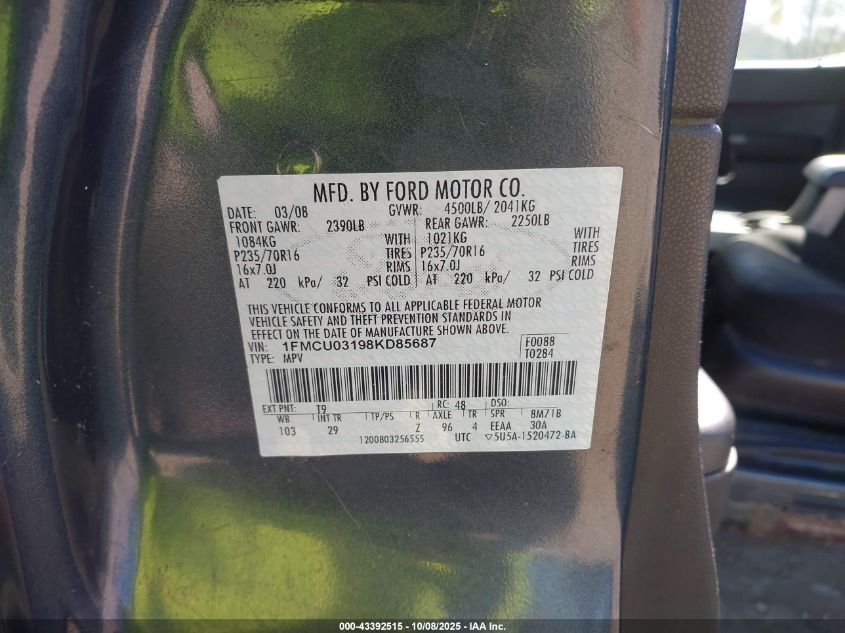 MFD. BY FORD MOTOR CO.
DATE: 03/08 GVWR: 4500LB/ 2041KG
FRONT GAWR: 2390LB REAR GAWR: 2250LB
1084KG WITH 1021KG WITH
P235/70R16 TIRES P235/70R16 TIRES
16x7.0J RIMS 16x7.0J RIMS
AT 220 kPa/ 32 PSI COLD AT 220 kPa/ 32 PSI COLD
THIS VEHICLE CONFORMS TO ALL APPLICABLE FEDERAL MOTOR
VEHICLE SAFETY AND THEFT PREVENTION STANDARDS IN
EFFECT ON THE DATE OF MANUFACTURE SHOWN ABOVE.
VIN: 1FMCU03198KD85687 F0088
TYPE: MPV T0284
EXT PNT: T9 RC: 48 DSO:
WB INT TR TP/PS R AXLE TR SPR 8M71B
103 29 Z 96 4 EEAA 30A
1200803256555 UTC ▽5U5A-1520472-BA
000-43392515 - 10/08/2025 - IAA Inc.